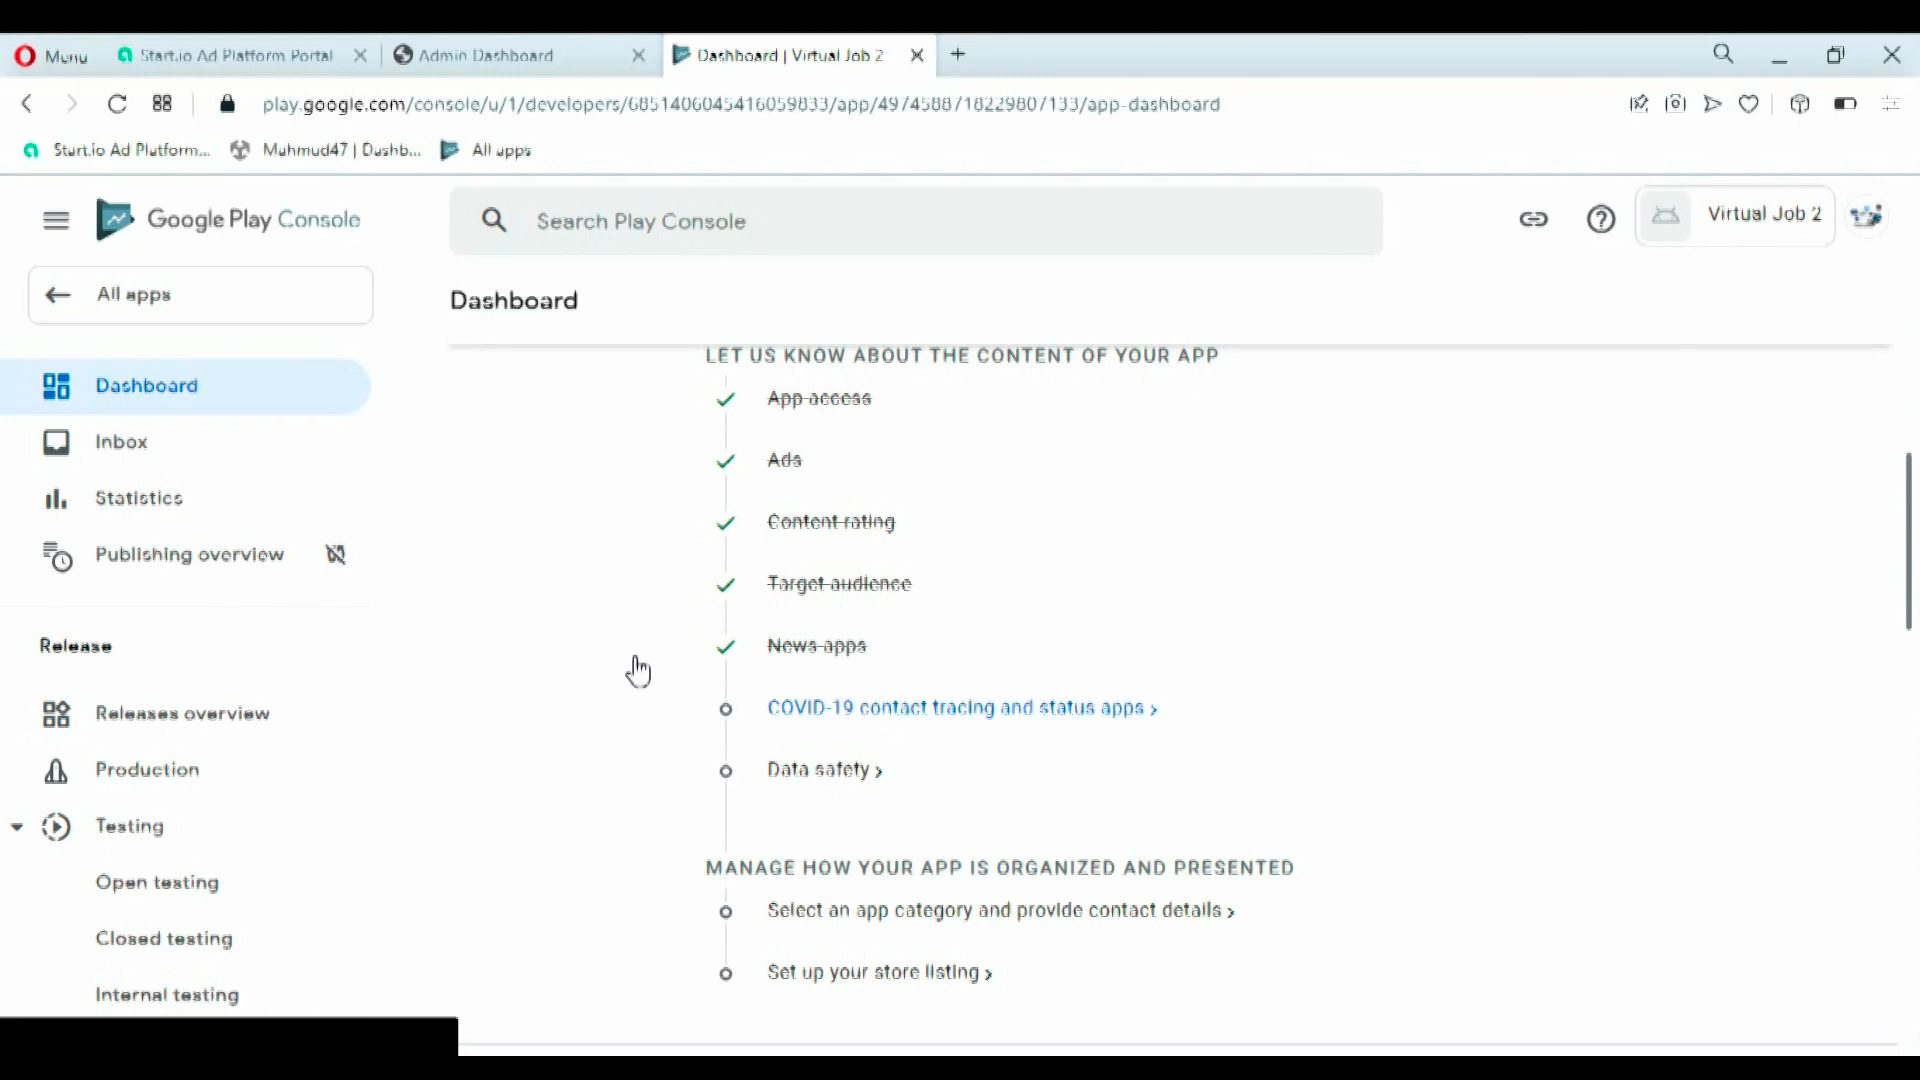 Menu
Start.io Ad Platform Portal
Admin Dashboard
Dashboard | Virtual Job 2
play.google.com/console/u/1/developers/6851406045416059833/app/4974588718229807133/app-dashboard
Start.io Ad Platform...
Mahmud47 | Dashb...
All apps
Google Play Console
Search Play Console
Virtual Job 2
All apps
Dashboard
Dashboard
Inbox
Statistics
Publishing overview
Release
Releases overview
Production
Testing
Open testing
Closed testing
Internal testing
LET US KNOW ABOUT THE CONTENT OF YOUR APP
App access
Ads
Content rating
Target audience
News apps
COVID-19 contact tracing and status apps >
Data safety >
MANAGE HOW YOUR APP IS ORGANIZED AND PRESENTED
Select an app category and provide contact details >
Set up your store listing >